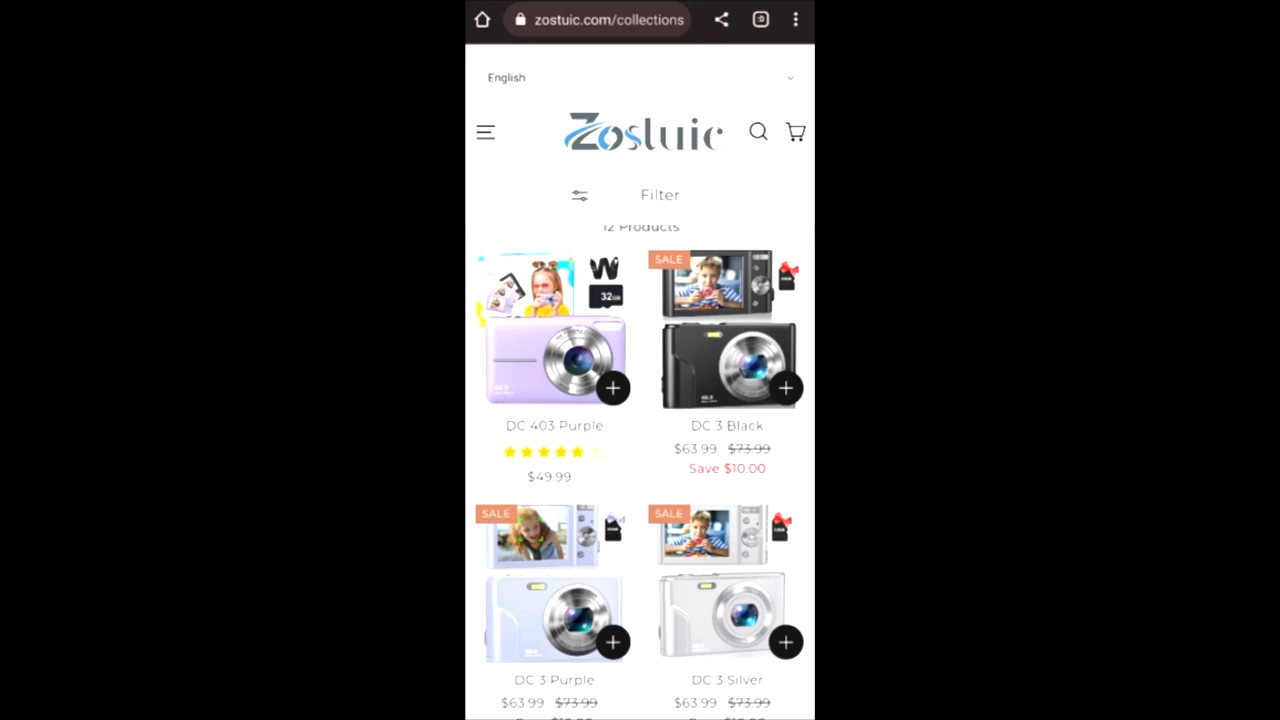 zostuic.com/collections
English
Zostuic
Filter
12 Products
SALE
32GB
DC 403 Purple
DC 3 Black
$63.99 $73.99
Save $10.00
$49.99
SALE
SALE
DC 3 Purple
DC 3 Silver
$63.99 $73.99
$63.99 $73.99